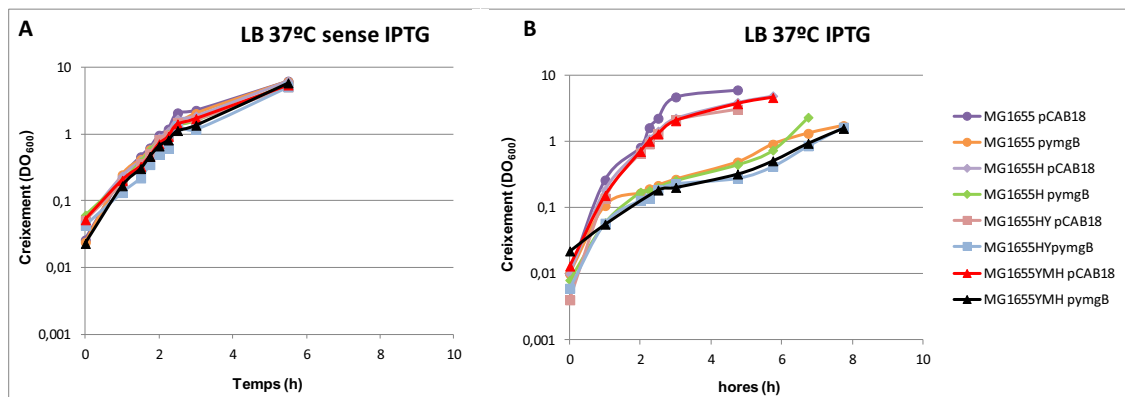 A
LB 37ºC sense IPTG
10
1
0,1
0,01
0,001
Creixement (DO600)
0
2
4
6
8
10
Temps (h)
B
LB 37ºC IPTG
10
1
0,1
0,01
0,001
Creixement (DO600)
0
2
4
6
8
10
hores (h)
MG1655 pCAB18
MG1655 pymgB
MG1655H pCAB18
MG1655H pymgB
MG1655HY pCAB18
MG1655HYpymgB
MG1655YMH pCAB18
MG1655YMH pymgB